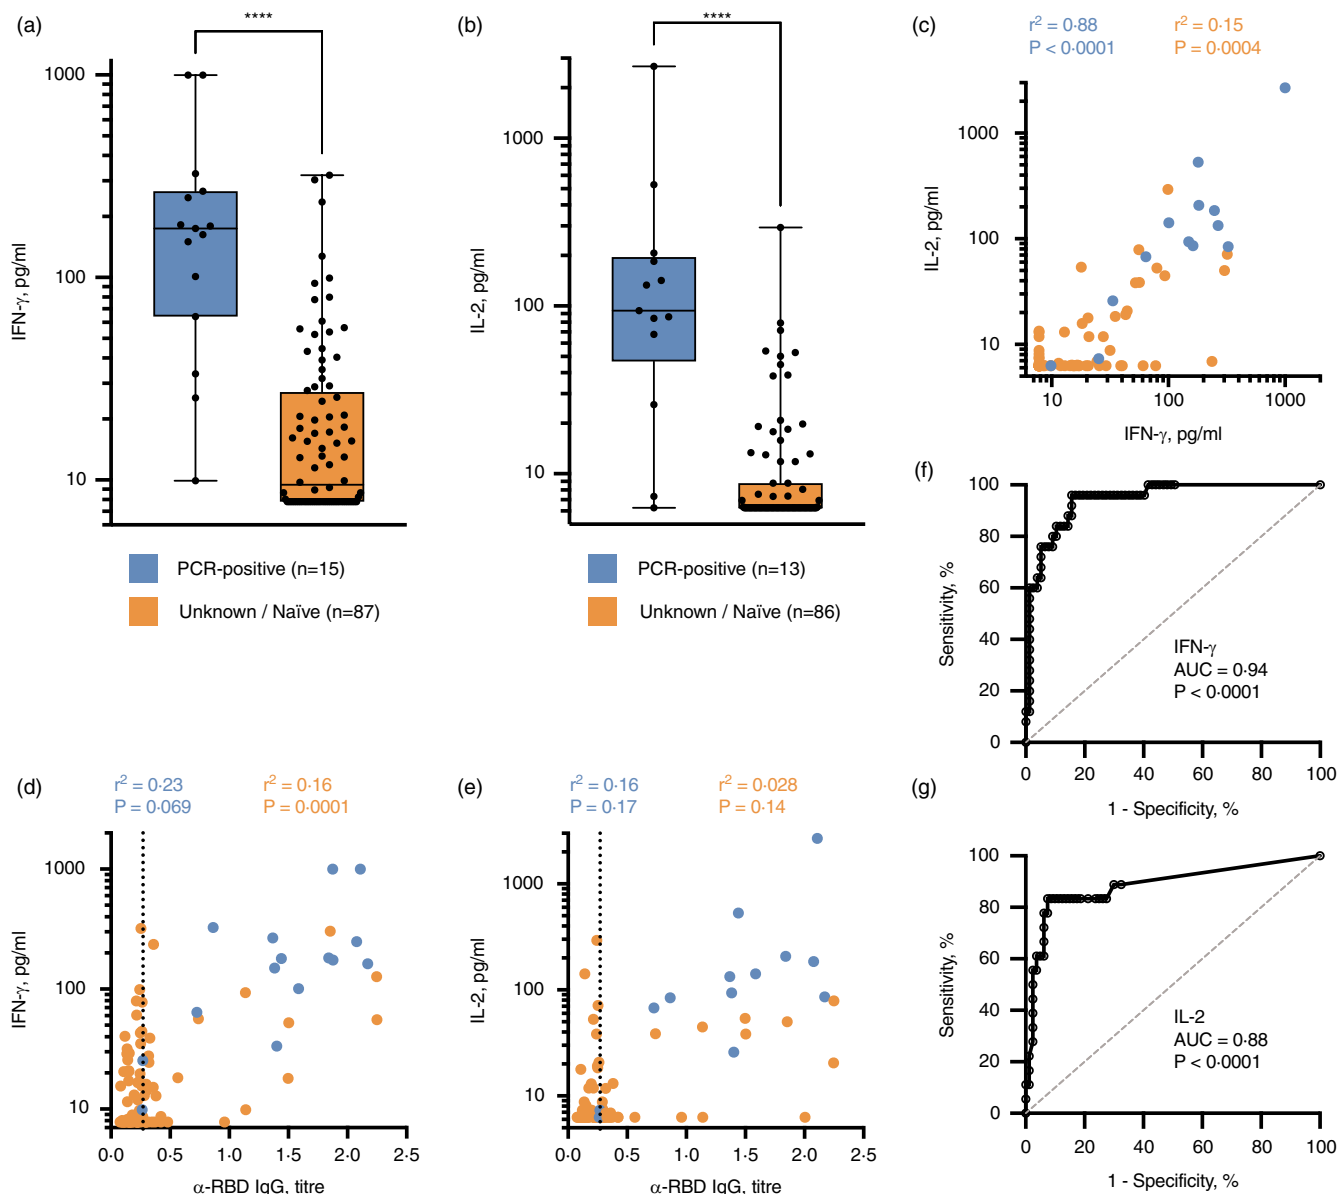 (a)
****
IFN-γ, pg/ml
1000
100
10
PCR-positive (n=15)
Unknown / Naïve (n=87)
(b)
****
IL-2, pg/ml
1000
100
10
PCR-positive (n=13)
Unknown / Naïve (n=86)
(c)
r² = 0·88
P < 0·0001
r² = 0·15
P = 0·0004
IL-2, pg/ml
1000
100
10
10 100 1000
IFN-γ, pg/ml
(f)
Sensitivity, %
100
80
60
40
20
0
IFN-γ
AUC = 0·94
P < 0·0001
0 20 40 60 80 100
1 - Specificity, %
(d)
r² = 0·23
P = 0·069
r² = 0·16
P = 0·0001
IFN-γ, pg/ml
1000
100
10
0·0 0·5 1·0 1·5 2·0 2·5
α-RBD IgG, titre
(e)
r² = 0·16
P = 0·17
r² = 0·028
P = 0·14
IL-2, pg/ml
1000
100
10
0·0 0·5 1·0 1·5 2·0 2·5
α-RBD IgG, titre
(g)
Sensitivity, %
100
80
60
40
20
0
IL-2
AUC = 0·88
P < 0·0001
0 20 40 60 80 100
1 - Specificity, %